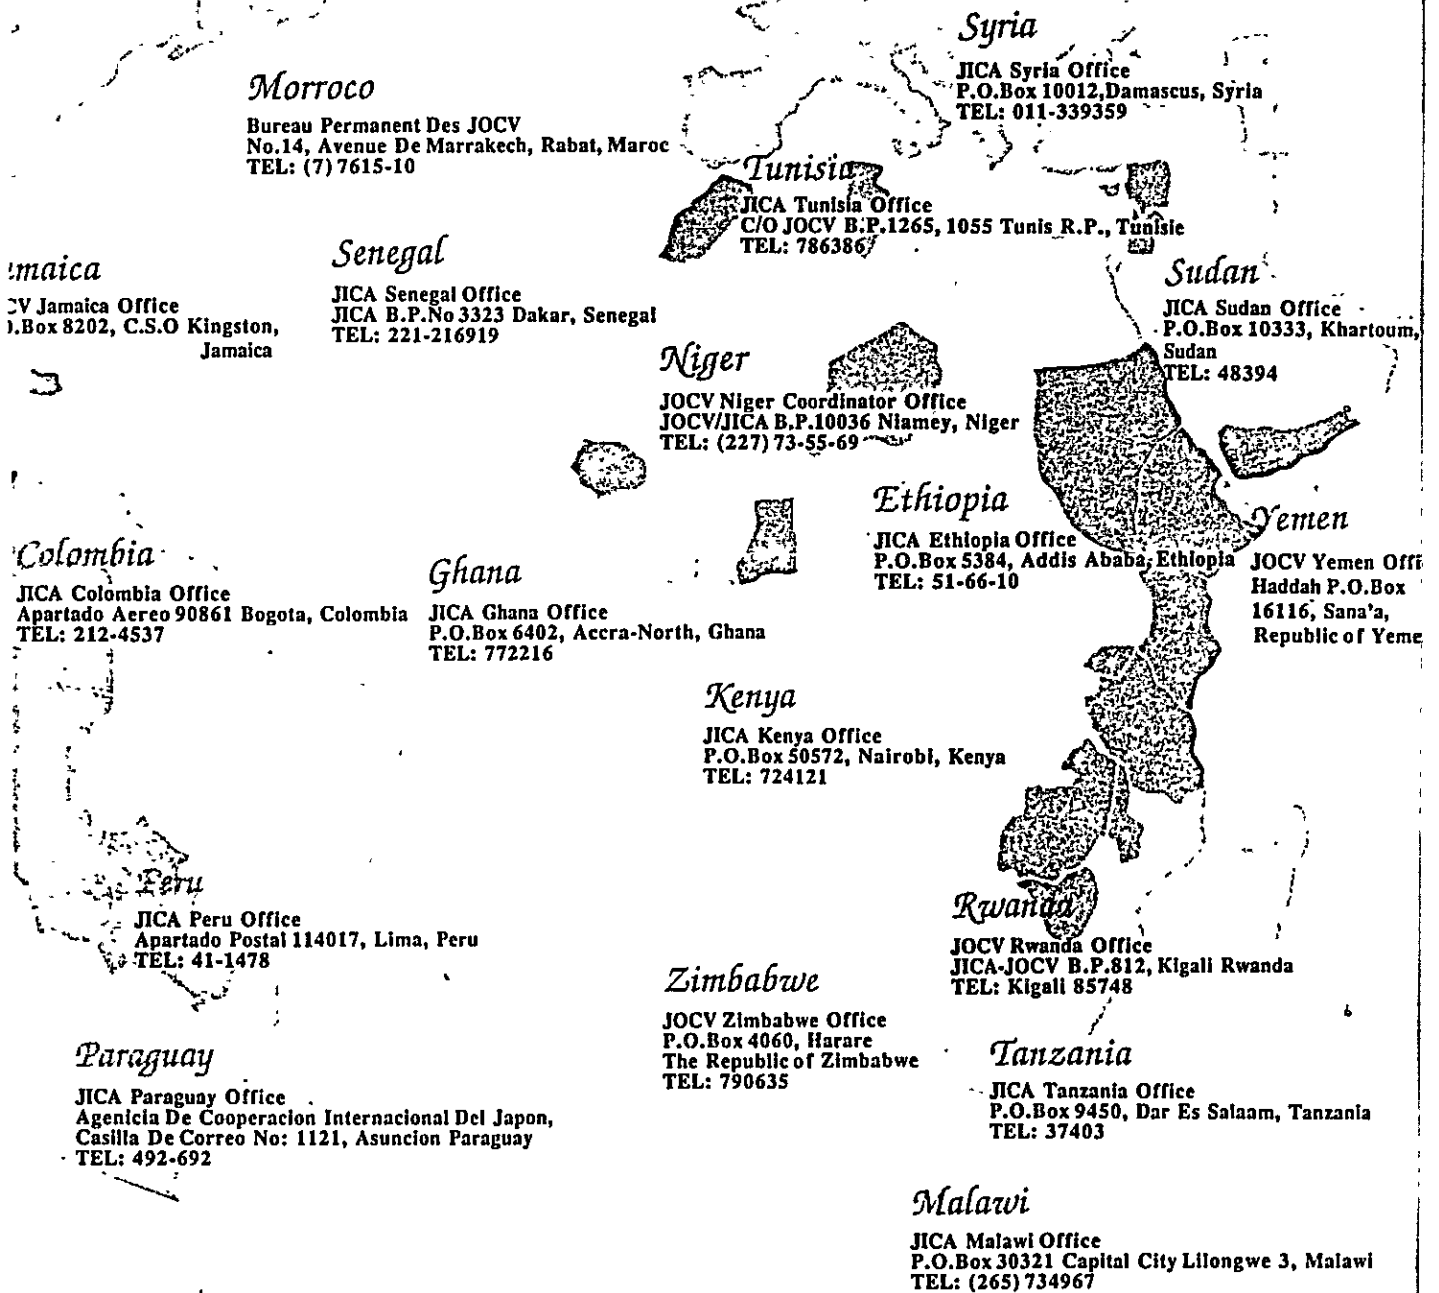 Syria
JICA Syria Office
P.O.Box 10012,Damascus, Syria
TEL: 011-339359
Morroco
Bureau Permanent Des JOCV
No.14, Avenue De Marrakech, Rabat, Maroc
TEL: (7) 7615-10
Tunisia
JICA Tunisia Office
C/O JOCV B.P.1265, 1055 Tunis R.P., Tunisie
TEL: 786386
Senegal
JICA Senegal Office
JICA B.P.No 3323 Dakar, Senegal
TEL: 221-216919
maica
CV Jamaica Office
.Box 8202, C.S.O Kingston,
Jamaica
Sudan
JICA Sudan Office
P.O.Box 10333, Khartoum,
Sudan
TEL: 48394
Niger
JOCV Niger Coordinator Office
JOCV/JICA B.P.10036 Niamey, Niger
TEL: (227) 73-55-69
Ethiopia
JICA Ethiopia Office
P.O.Box 5384, Addis Ababa, Ethiopia
TEL: 51-66-10
Yemen
JOCV Yemen Offi
Haddah P.O.Box
16116, Sana'a,
Republic of Yeme
Colombia
JICA Colombia Office
Apartado Aereo 90861 Bogota, Colombia
TEL: 212-4537
Ghana
JICA Ghana Office
P.O.Box 6402, Accra-North, Ghana
TEL: 772216
Kenya
JICA Kenya Office
P.O.Box 50572, Nairobi, Kenya
TEL: 724121
Peru
JICA Peru Office
Apartado Postal 114017, Lima, Peru
TEL: 41-1478
Rwanda
JOCV Rwanda Office
JICA-JOCV B.P.812, Kigali Rwanda
TEL: Kigali 85748
Zimbabwe
JOCV Zimbabwe Office
P.O.Box 4060, Harare
The Republic of Zimbabwe
TEL: 790635
Paraguay
JICA Paraguay Office
Agenicia De Cooperacion Internacional Del Japon,
Casilla De Correo No: 1121, Asuncion Paraguay
TEL: 492-692
Tanzania
JICA Tanzania Office
P.O.Box 9450, Dar Es Salaam, Tanzania
TEL: 37403
Malawi
JICA Malawi Office
P.O.Box 30321 Capital City Lilongwe 3, Malawi
TEL: (265) 734967